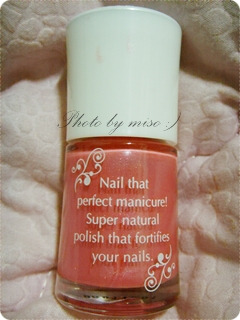 Photo by miso :)
Nail that
perfect manicure!
Super natural
polish that fortifies
your nails.